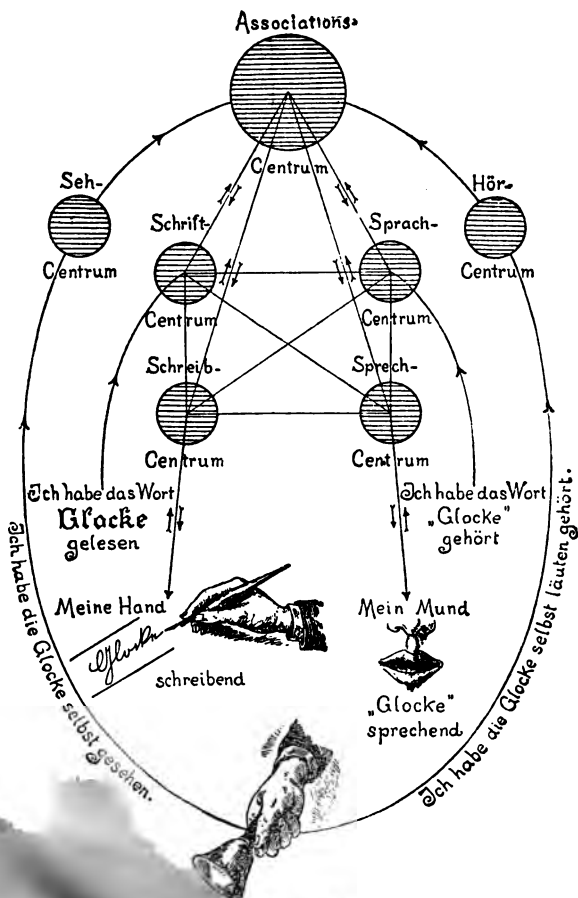 Associations-
Centrum
Seh-
Centrum
Hör-
Centrum
Schrift-
Centrum
Sprach-
Centrum
Schreib-
Centrum
Sprech-
Centrum
Ich habe das Wort
Glocke
gelesen
Ich habe das Wort
„Glocke"
gehört
Meine Hand
Glocke
schreibend
Mein Mund
„Glocke"
sprechend
Ich habe die Glocke selbst gesehen.
Ich habe die Glocke selbst läuten gehört.